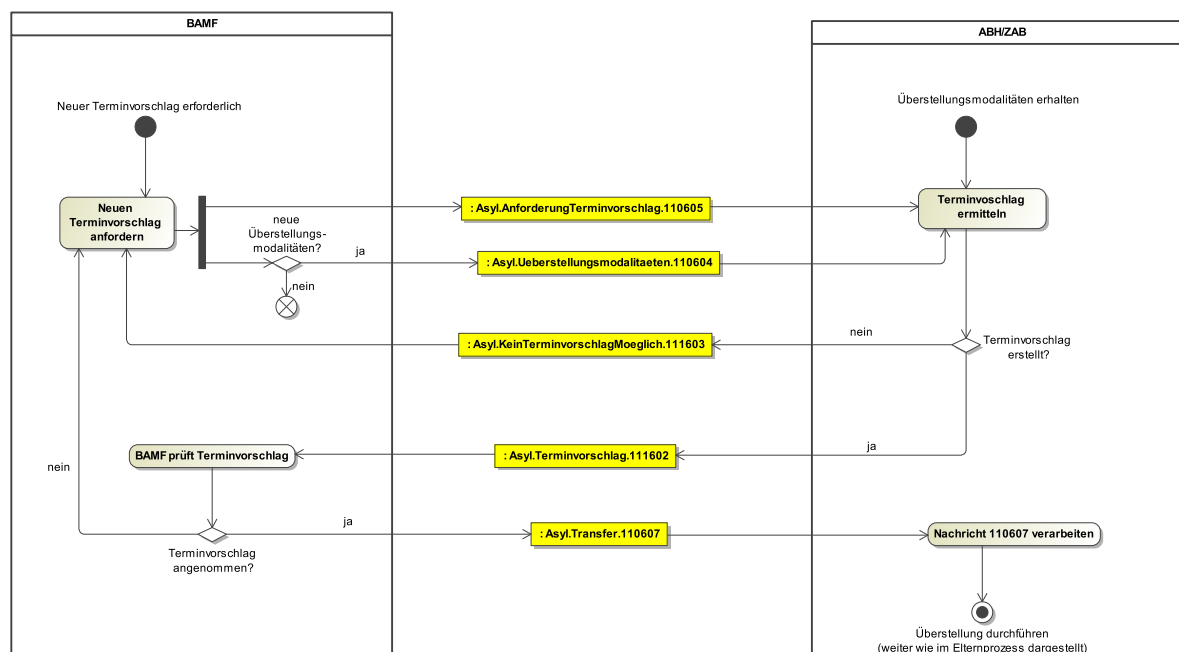 BAMF
ABH/ZAB
Neuer Terminvorschlag erforderlich
Überstellungsmodalitäten erhalten
Neuen
Terminvorschlag
anfordern
: Asyl.AnforderungTerminvorschlag.110605
Terminvoschlag
ermitteln
neue
Überstellungs-
modalitäten?
ja
: Asyl.Ueberstellungsmodalitaeten.110604
nein
: Asyl.KeinTerminvorschlagMoeglich.111603
nein
Terminvorschlag
erstellt?
BAMF prüft Terminvorschlag
: Asyl.Terminvorschlag.111602
ja
nein
ja
: Asyl.Transfer.110607
Nachricht 110607 verarbeiten
Terminvorschlag
angenommen?
Überstellung durchführen
(weiter wie im Elternprozess dargestellt)